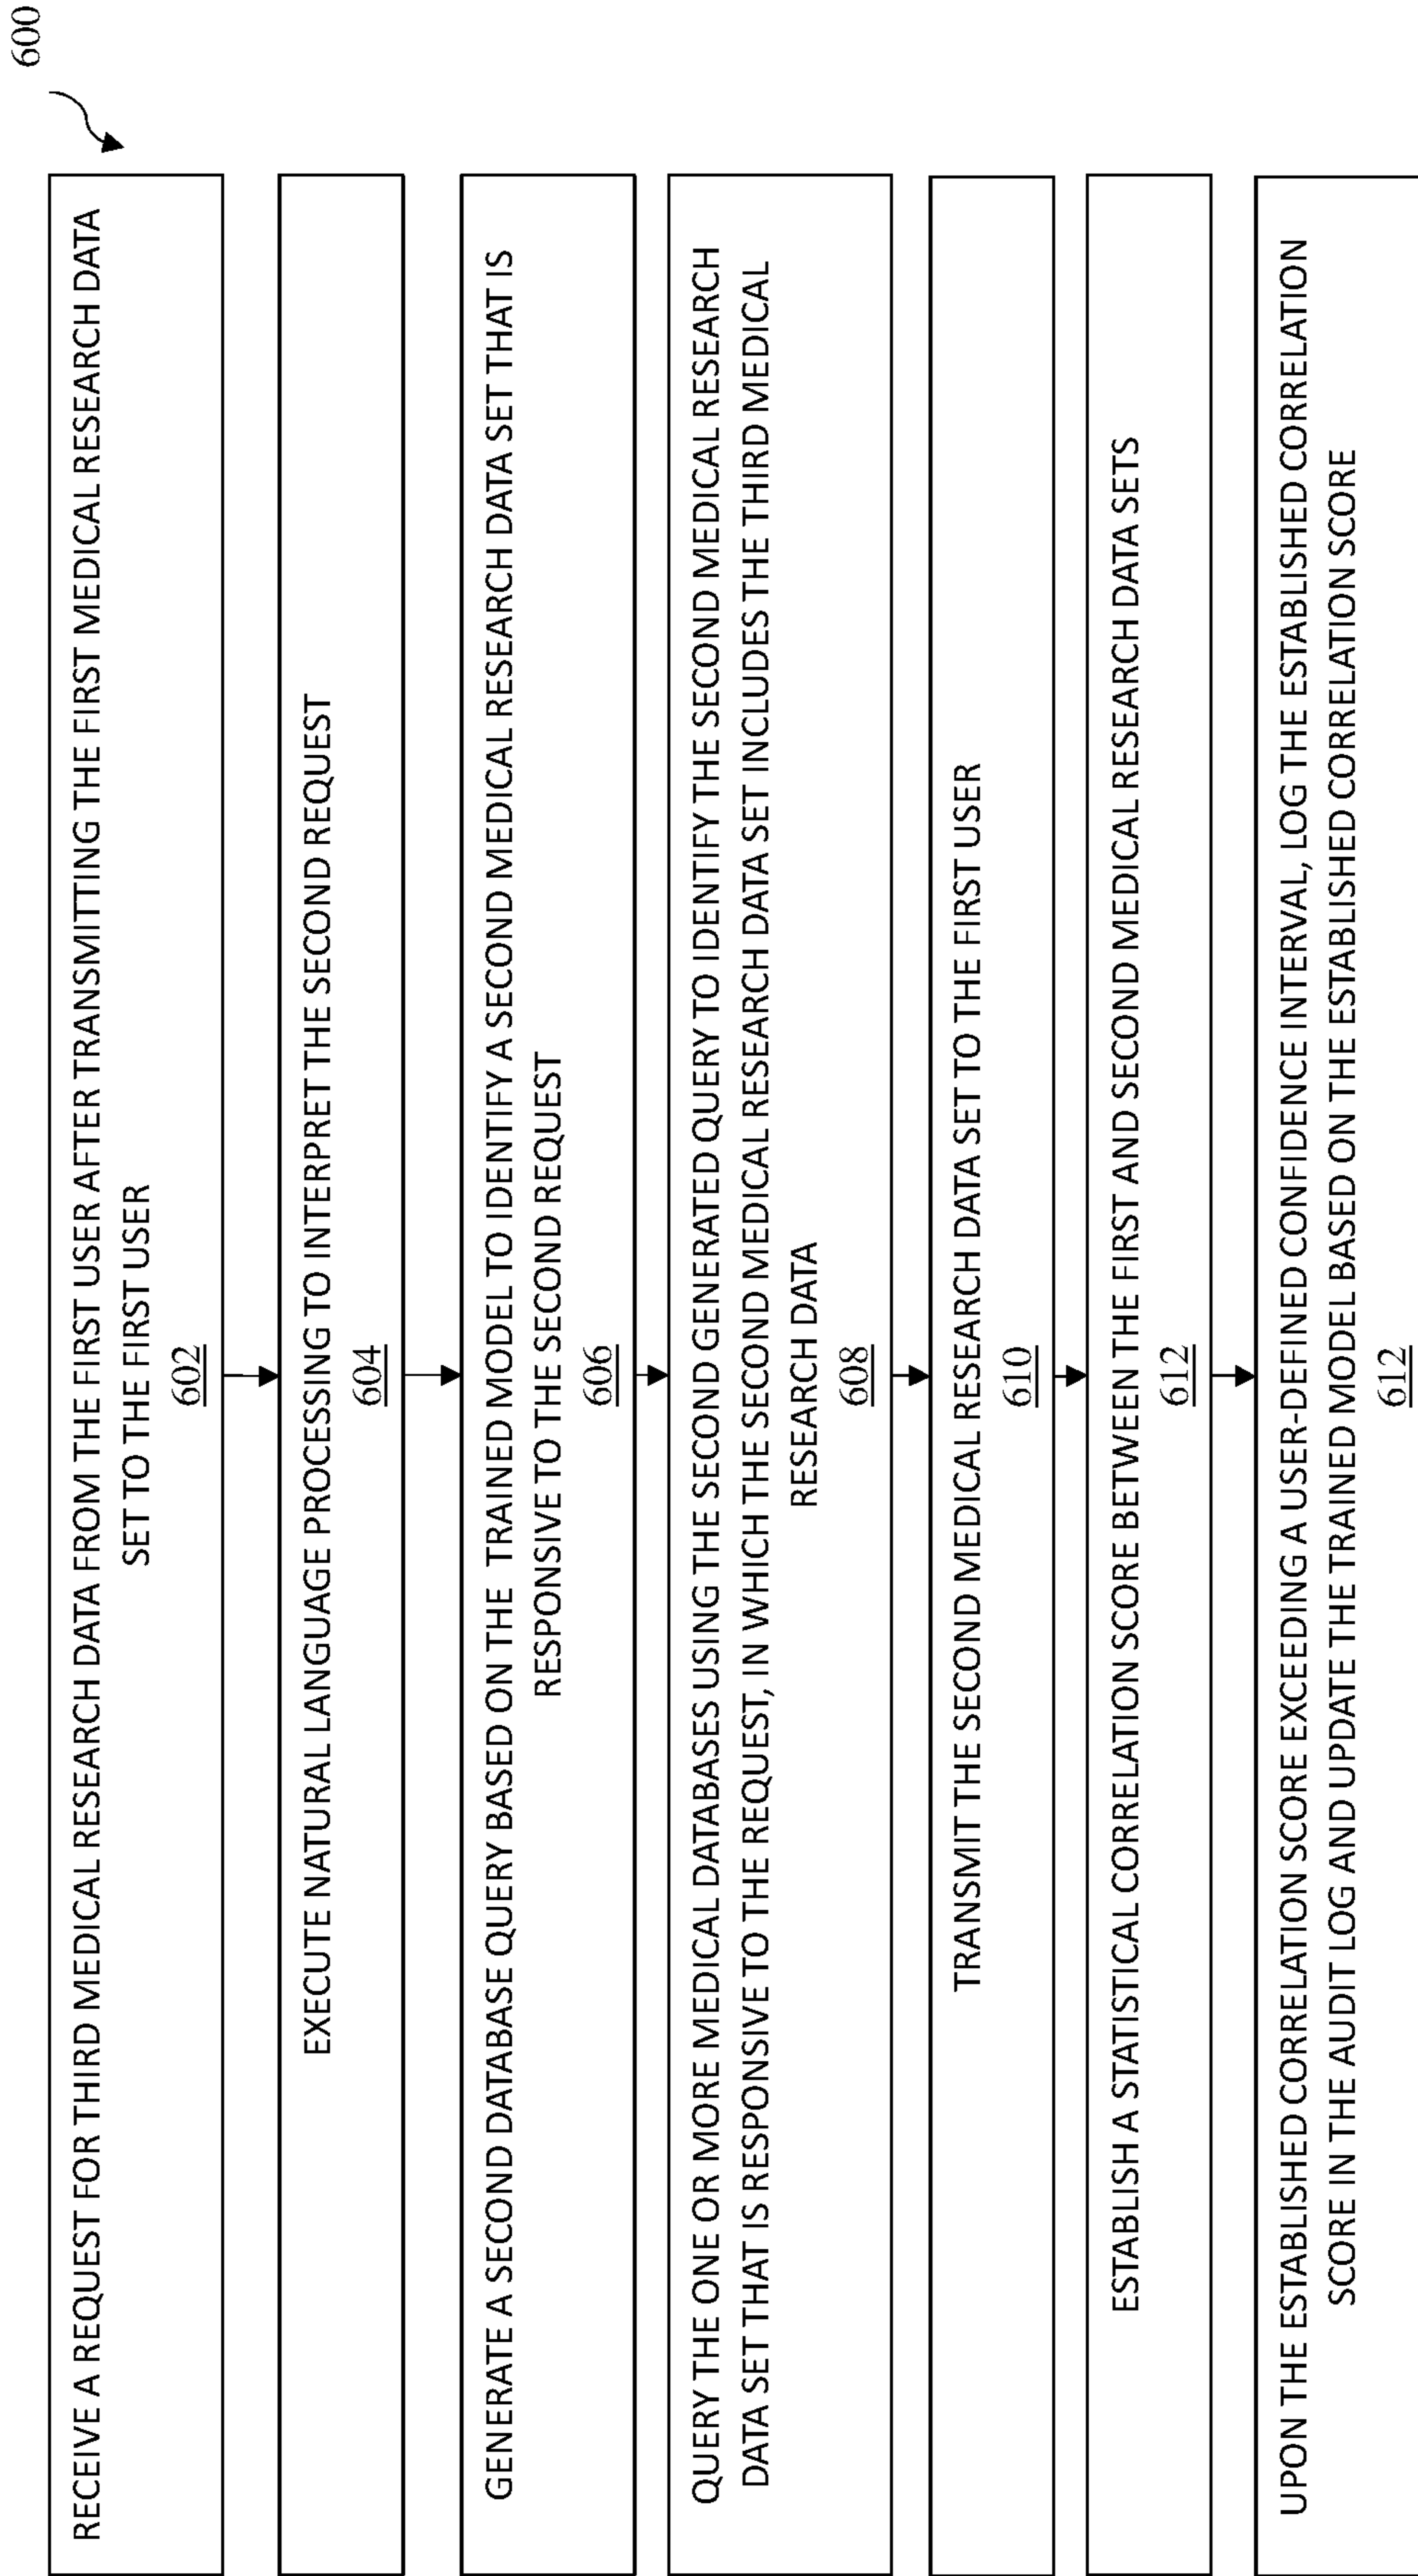 600
RECEIVE A REQUEST FOR THIRD MEDICAL RESEARCH DATA FROM THE FIRST USER AFTER TRANSMITTING THE FIRST MEDICAL RESEARCH DATA
SET TO THE FIRST USER
602
EXECUTE NATURAL LANGUAGE PROCESSING TO INTERPRET THE SECOND REQUEST
604
GENERATE A SECOND DATABASE QUERY BASED ON THE TRAINED MODEL TO IDENTIFY A SECOND MEDICAL RESEARCH DATA SET THAT IS
RESPONSIVE TO THE SECOND REQUEST
606
QUERY THE ONE OR MORE MEDICAL DATABASES USING THE SECOND GENERATED QUERY TO IDENTIFY THE SECOND MEDICAL RESEARCH
DATA SET THAT IS RESPONSIVE TO THE REQUEST, IN WHICH THE SECOND MEDICAL RESEARCH DATA SET INCLUDES THE THIRD MEDICAL
RESEARCH DATA
608
TRANSMIT THE SECOND MEDICAL RESEARCH DATA SET TO THE FIRST USER
610
ESTABLISH A STATISTICAL CORRELATION SCORE BETWEEN THE FIRST AND SECOND MEDICAL RESEARCH DATA SETS
612
UPON THE ESTABLISHED CORRELATION SCORE EXCEEDING A USER-DEFINED CONFIDENCE INTERVAL, LOG THE ESTABLISHED CORRELATION
SCORE IN THE AUDIT LOG AND UPDATE THE TRAINED MODEL BASED ON THE ESTABLISHED CORRELATION SCORE
612